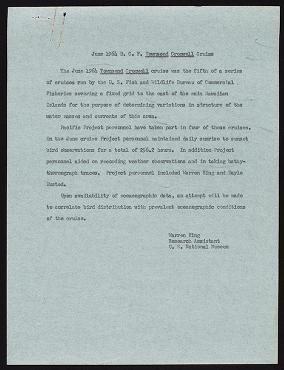 June 1964 B. C. F. Townsend Cromwell Cruise
The June 1964 Townsend Cromwell cruise was the fifth of a series
of cruises run by the U. S. Fish and Wildlife Bureau of Commercial
Fisheries covering a fixed grid to the east of the main Hawaiian
Islands for the purpose of determining variations in structure of the
water masses and currents of this area.
Pacific Project personnel have taken part in four of these cruises.
On the June cruise Project personnel maintained daily sunrise to sunset
bird observations for a total of 256.2 hours. In addition Project
personnel aided on recording weather observations and in taking bathy-
thermograph traces. Project personnel included Warren King and Gayle
Husted.
Upon availability of oceanographic data, an attempt will be made
to correlate bird distribution with prevalent oceanographic conditions
of the cruise.
Warren King
Research Assistant
U. S. National Museum